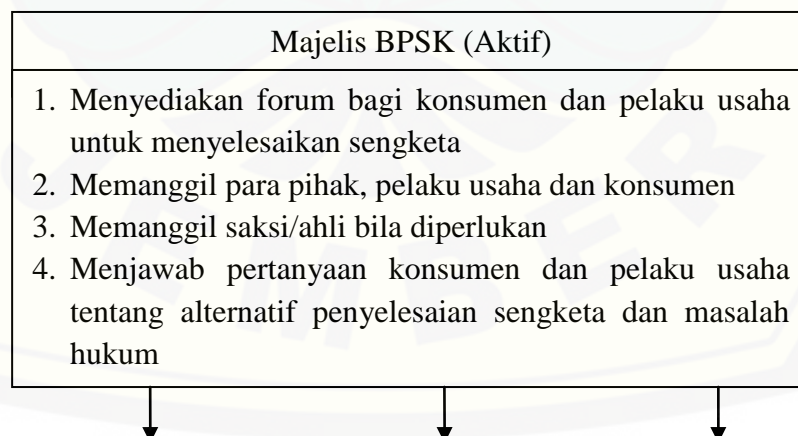 Majelis BPSK (Aktif)
1. Menyediakan forum bagi konsumen dan pelaku usaha
untuk menyelesaikan sengketa
2. Memanggil para pihak, pelaku usaha dan konsumen
3. Memanggil saksi/ahli bila diperlukan
4. Menjawab pertanyaan konsumen dan pelaku usaha
tentang alternatif penyelesaian sengketa dan masalah
hukum
JEMBER